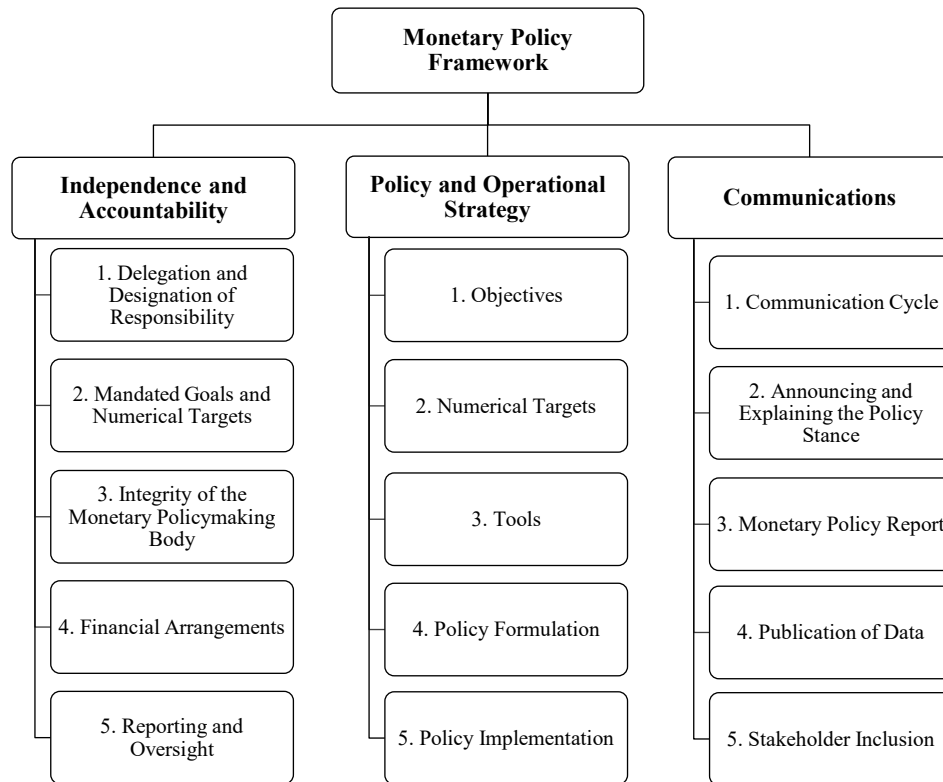 Monetary Policy
Framework
Independence and
Accountability
1. Delegation and
Designation of
Responsibility
2. Mandated Goals and
Numerical Targets
3. Integrity of the
Monetary Policymaking
Body
4. Financial Arrangements
5. Reporting and
Oversight
Policy and Operational
Strategy
1. Objectives
2. Numerical Targets
3. Tools
4. Policy Formulation
5. Policy Implementation
Communications
1. Communication Cycle
2. Announcing and
Explaining the Policy
Stance
3. Monetary Policy Report
4. Publication of Data
5. Stakeholder Inclusion